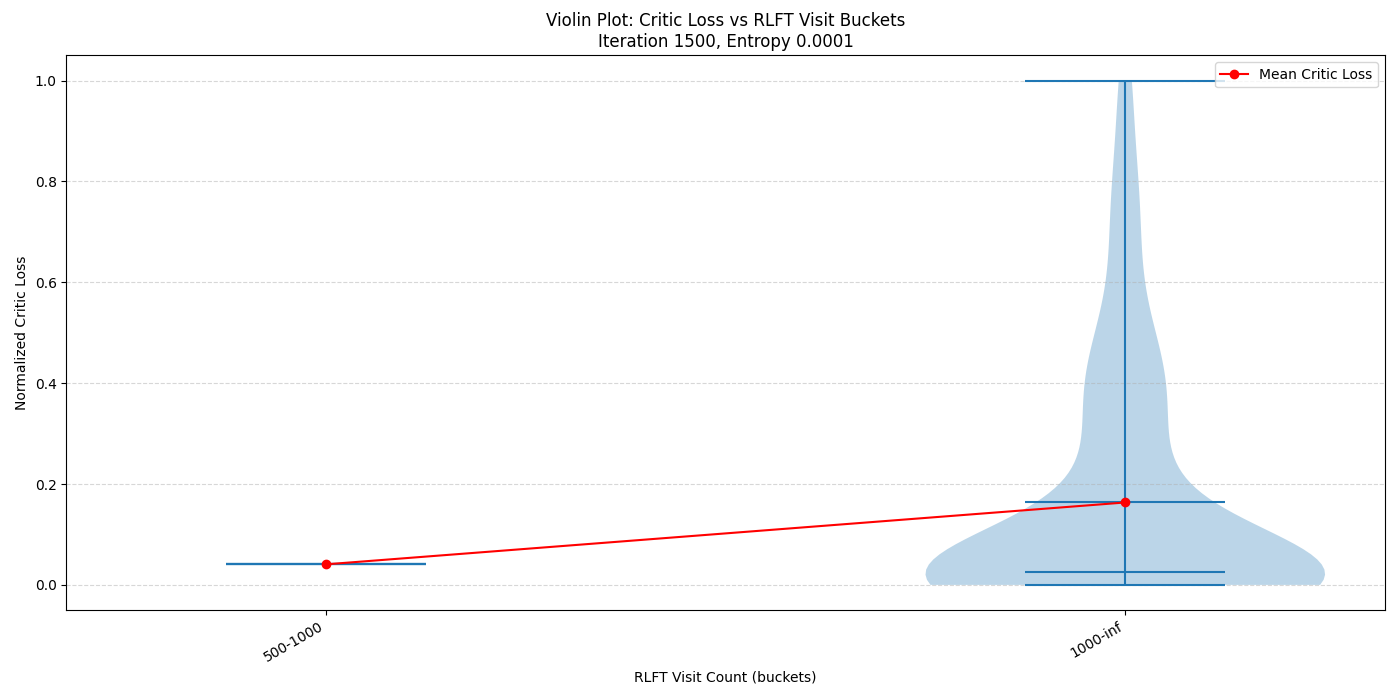 Violin Plot: Critic Loss vs RLFT Visit Buckets
Iteration 1500, Entropy 0.0001
Mean Critic Loss
Normalized Critic Loss
1.0
0.8
0.6
0.4
0.2
0.0
500-1000
1000-inf
RLFT Visit Count (buckets)